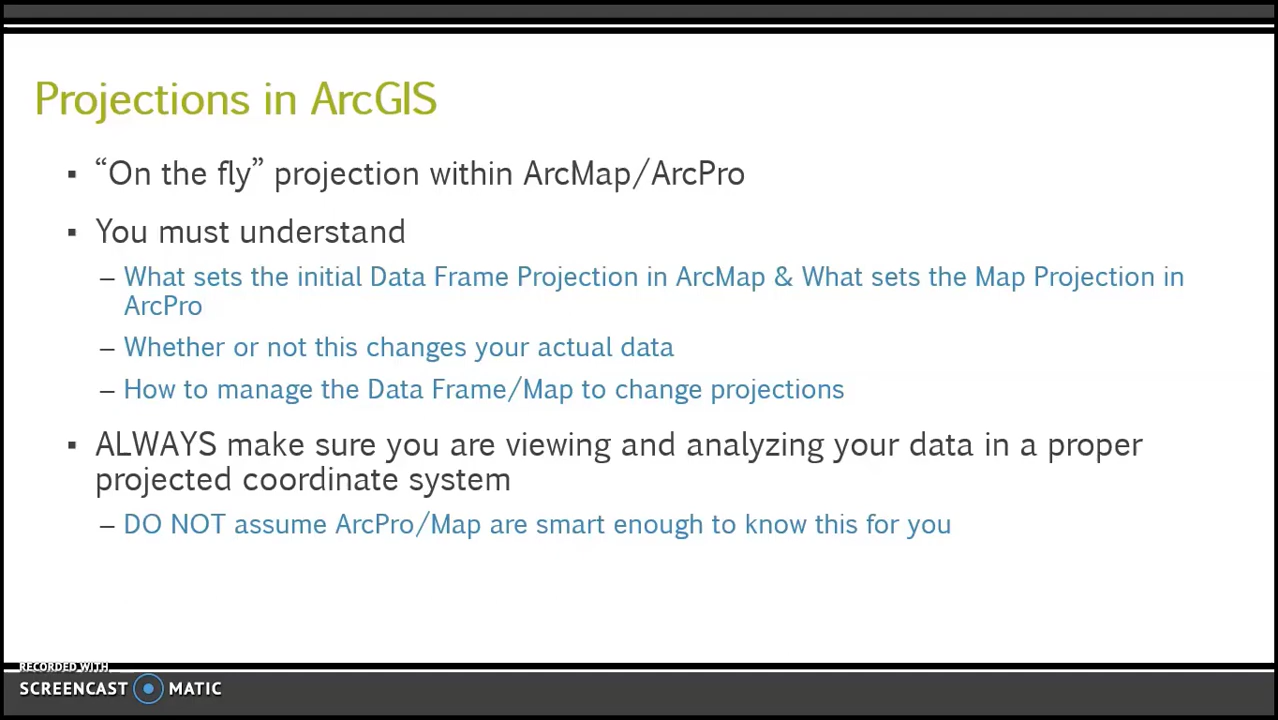 Projections in ArcGIS
▪ “On the fly” projection within ArcMap/ArcPro
▪ You must understand
– What sets the initial Data Frame Projection in ArcMap & What sets the Map Projection in
ArcPro
– Whether or not this changes your actual data
– How to manage the Data Frame/Map to change projections
▪ ALWAYS make sure you are viewing and analyzing your data in a proper
projected coordinate system
– DO NOT assume ArcPro/Map are smart enough to know this for you
RECORDED WITH
SCREENCAST MATIC